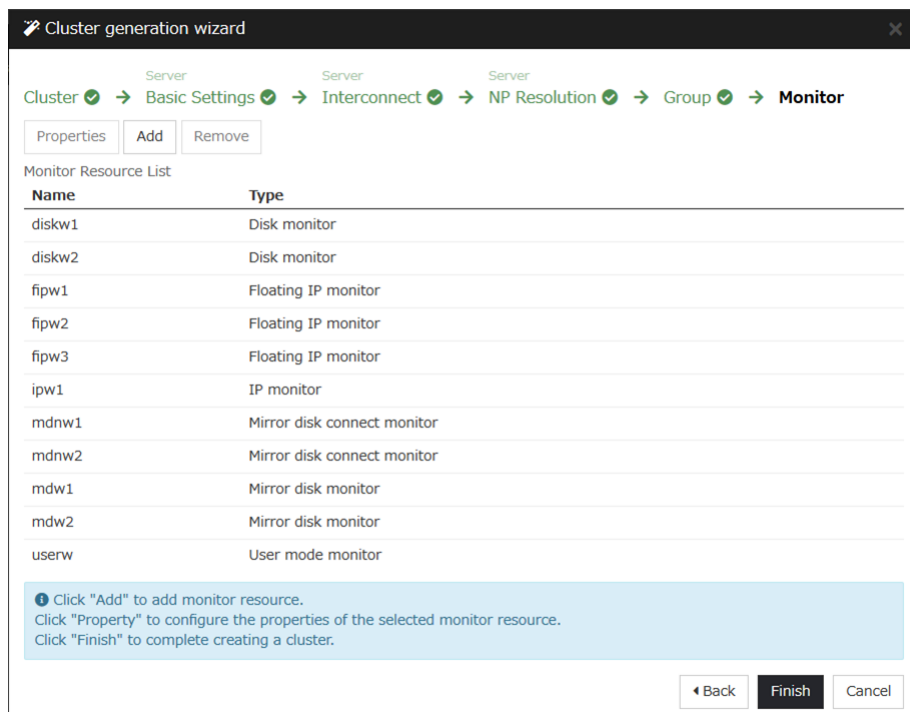 Cluster generation wizard
Server Server Server
Cluster → Basic Settings → Interconnect → NP Resolution → Group → Monitor
Properties Add Remove
Monitor Resource List
Name Type
diskw1 Disk monitor
diskw2 Disk monitor
fipw1 Floating IP monitor
fipw2 Floating IP monitor
fipw3 Floating IP monitor
ipw1 IP monitor
mdnw1 Mirror disk connect monitor
mdnw2 Mirror disk connect monitor
mdw1 Mirror disk monitor
mdw2 Mirror disk monitor
userw User mode monitor
Click "Add" to add monitor resource.
Click "Property" to configure the properties of the selected monitor resource.
Click "Finish" to complete creating a cluster.
Back Finish Cancel